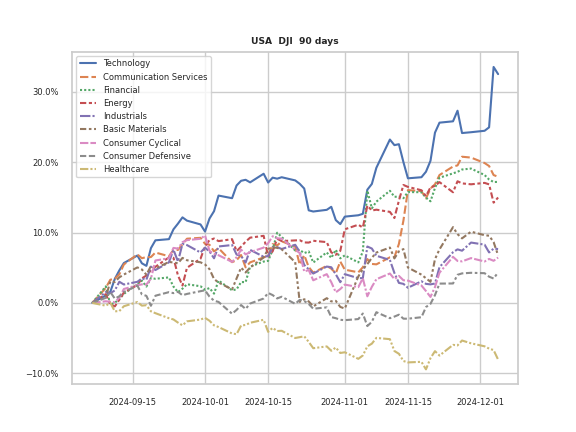 USA DJI 90 days
Technology
Communication Services
Financial
Energy
Industrials
Basic Materials
Consumer Cyclical
Consumer Defensive
Healthcare
30.0%
20.0%
10.0%
0.0%
−10.0%
2024-09-15
2024-10-01
2024-10-15
2024-11-01
2024-11-15
2024-12-01